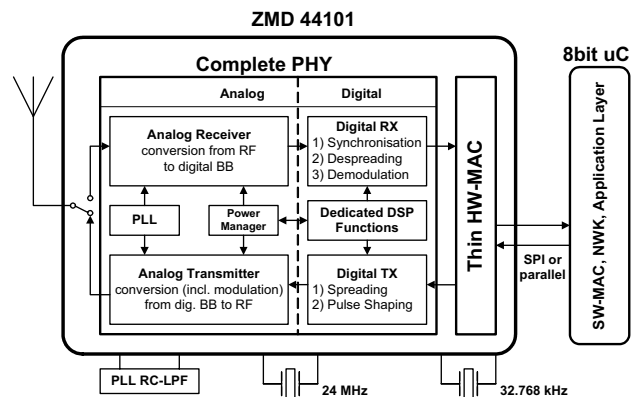 ZMD 44101
8bit uC
Complete PHY
Analog
Digital
Analog Receiver
conversion from RF
to digital BB
Digital RX
1) Synchronisation
2) Despreading
3) Demodulation
PLL
Power
Manager
Dedicated DSP
Functions
Analog Transmitter
conversion (incl. modulation)
from dig. BB to RF
Digital TX
1) Spreading
2) Pulse Shaping
Thin HW-MAC
SPI or
parallel
SW-MAC, NWK, Application Layer
PLL RC-LPF
24 MHz
32.768 kHz